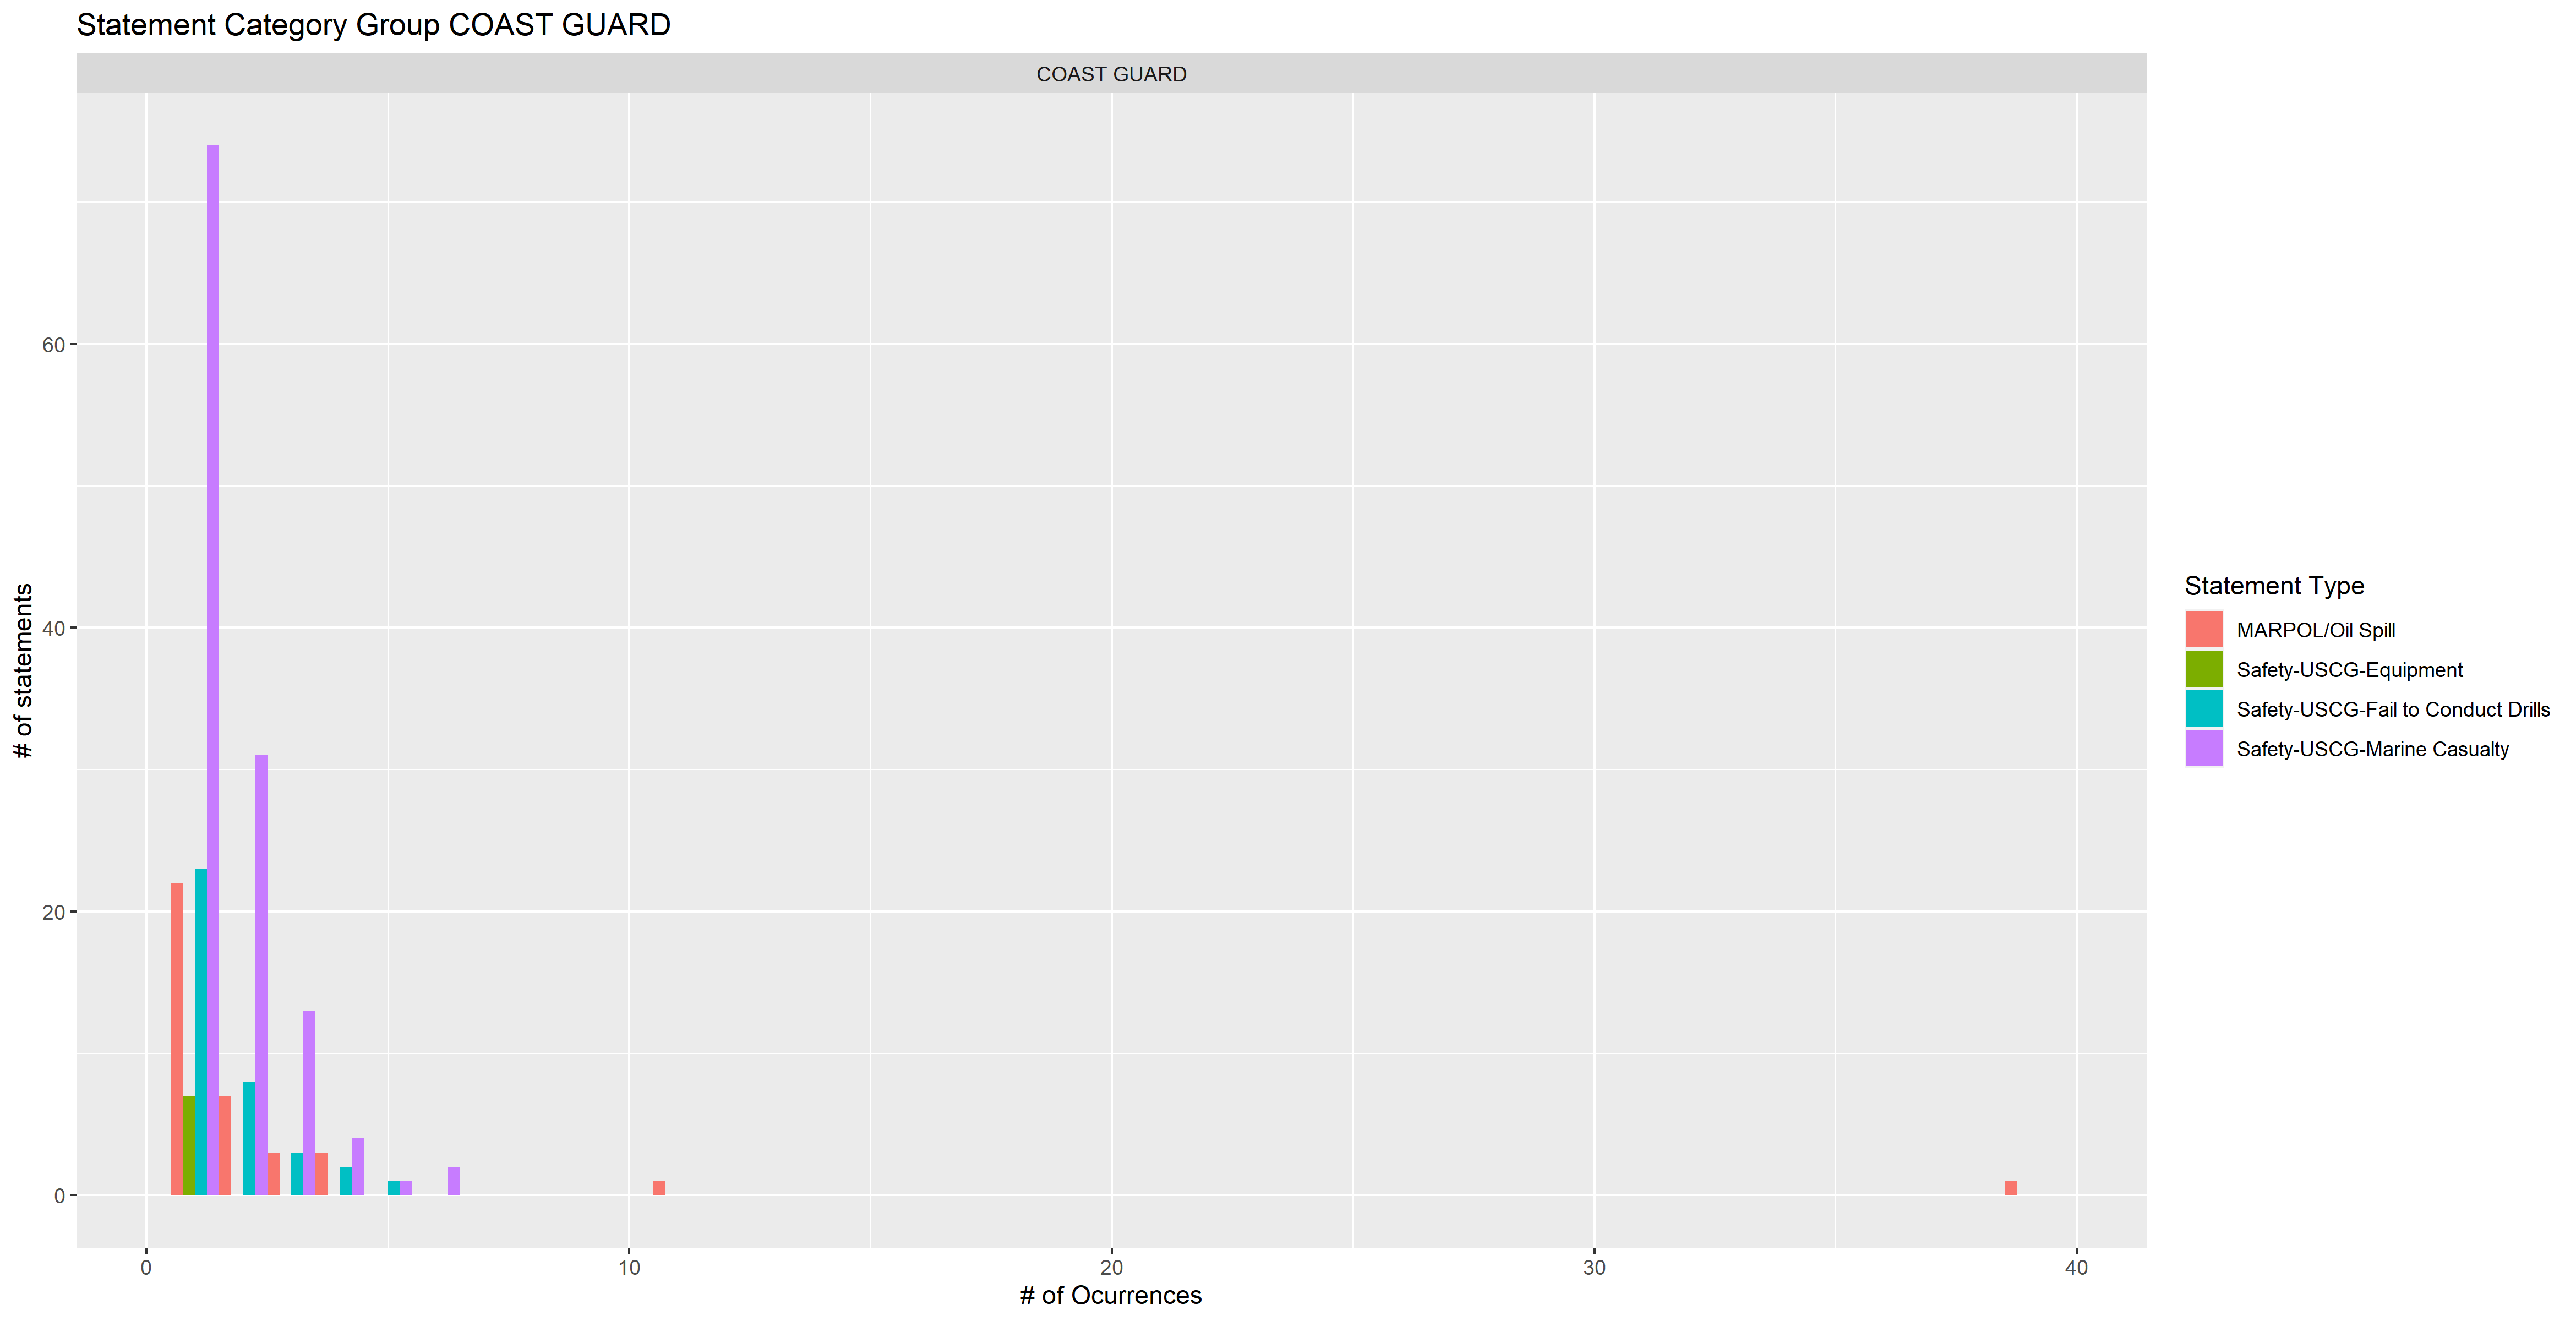 Statement Category Group COAST GUARD
COAST GUARD
60
40
20
0
# of statements
0 10 20 30 40
# of Ocurrences
Statement Type
MARPOL/Oil Spill
Safety-USCG-Equipment
Safety-USCG-Fail to Conduct Drills
Safety-USCG-Marine Casualty